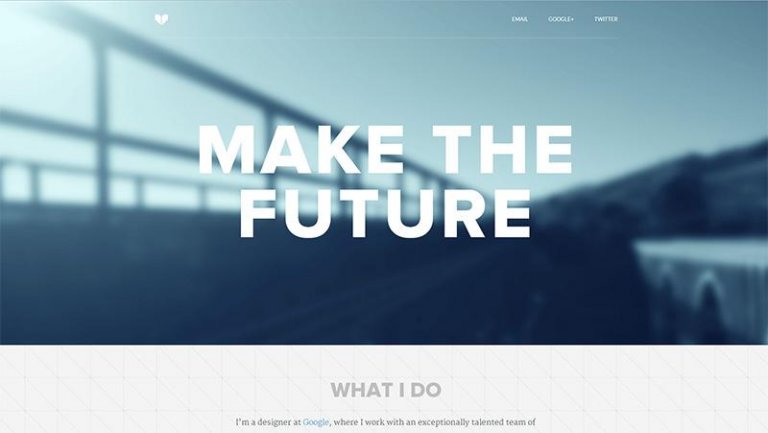 EMAIL GOOGLE+ TWITTER
MAKE THE
FUTURE
WHAT I DO
I'm a designer at Google, where I work with an exceptionally talented team of